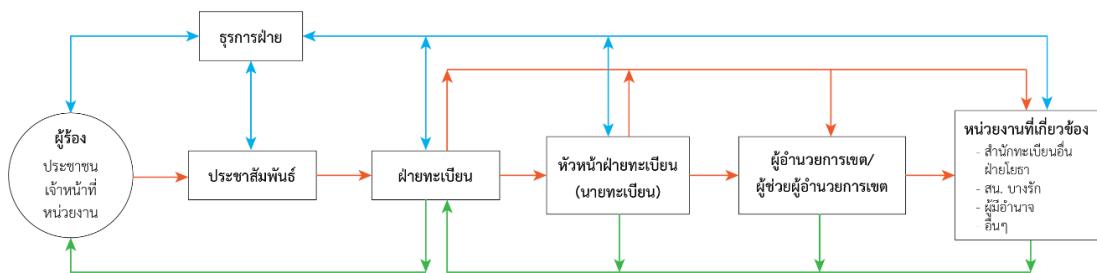 ธุรการฝ่าย
ผู้ร้อง
ประชาชน
เจ้าหน้าที่
หน่วยงาน
ประชาสัมพันธ์
ฝ่ายทะเบียน
หัวหน้าฝ่ายทะเบียน
(นายทะเบียน)
ผู้อำนวยการเขต/
ผู้ช่วยผู้อำนวยการเขต
หน่วยงานที่เกี่ยวข้อง
- สำนักทะเบียนอื่น
ฝ่ายโยธา
- สน. บางรัก
- ผู้มีอำนาจ
- อื่นๆ